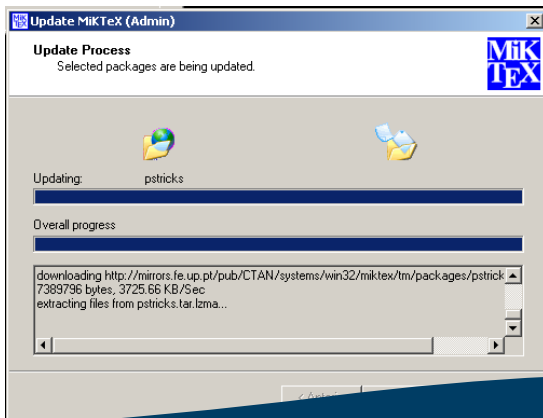 Update MiKTeX (Admin)
Update Process
Selected packages are being updated.
MiK
TEX
Updating: pstricks
Overall progress
downloading http://mirrors.fe.up.pt/pub/CTAN/systems/win32/miktex/tm/packages/pstrick
7389796 bytes, 3725.66 KB/Sec
extracting files from pstricks.tar.lzma...